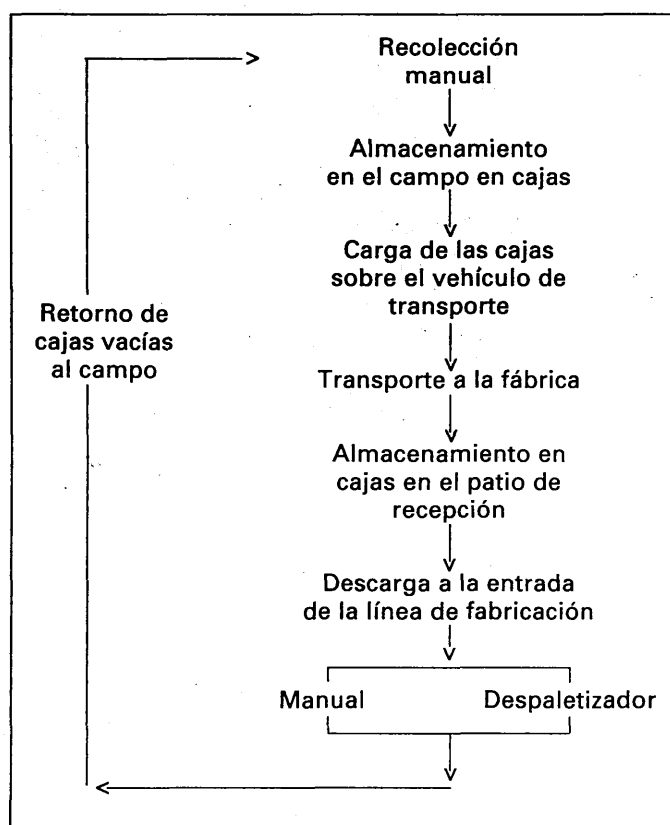 Recolección
manual
Almacenamiento
en el campo en cajas
Carga de las cajas
sobre el vehículo de
transporte
Retorno de
cajas vacías
al campo
Transporte a la fábrica
Almacenamiento en
cajas en el patio de
recepción
Descarga a la entrada
de la línea de fabricación
Manual Despaletizador